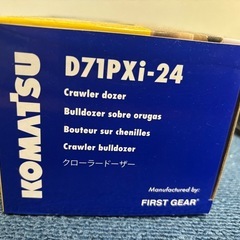 KOMATSU
D71PXi-24
Crawler dozer
Bulldozer sobre orugas
Bouteur sur chenilles
Crawler bulldozer
クローラードーザー
Manufactured by:
FIRST GEAR